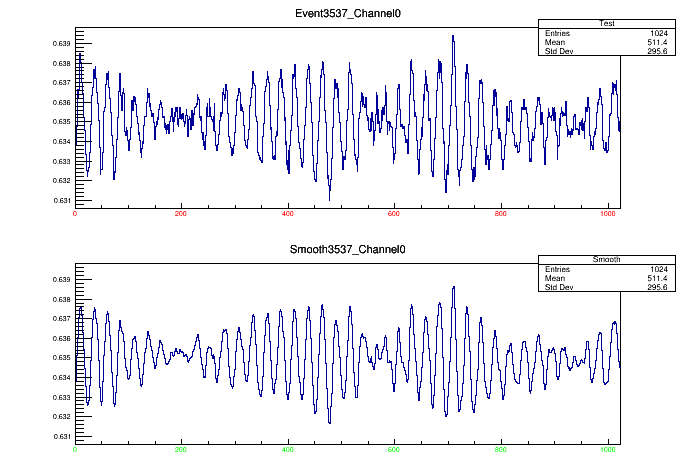 Event3537_Channel0
Test
Entries 1024
Mean 511.4
Std Dev 295.6
0.639
0.638
0.637
0.636
0.635
0.634
0.633
0.632
0.631
0 200 400 600 800 1000
Smooth3537_Channel0
Smooth
Entries 1024
Mean 511.4
Std Dev 295.6
0.639
0.638
0.637
0.636
0.635
0.634
0.633
0.632
0.631
0 200 400 600 800 1000